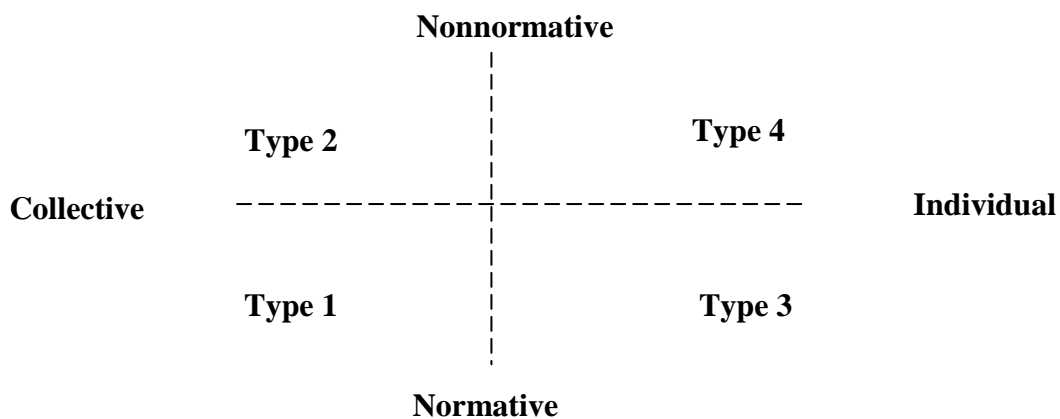 Nonnormative
Type 2
Type 4
Collective
Individual
Type 1
Type 3
Normative